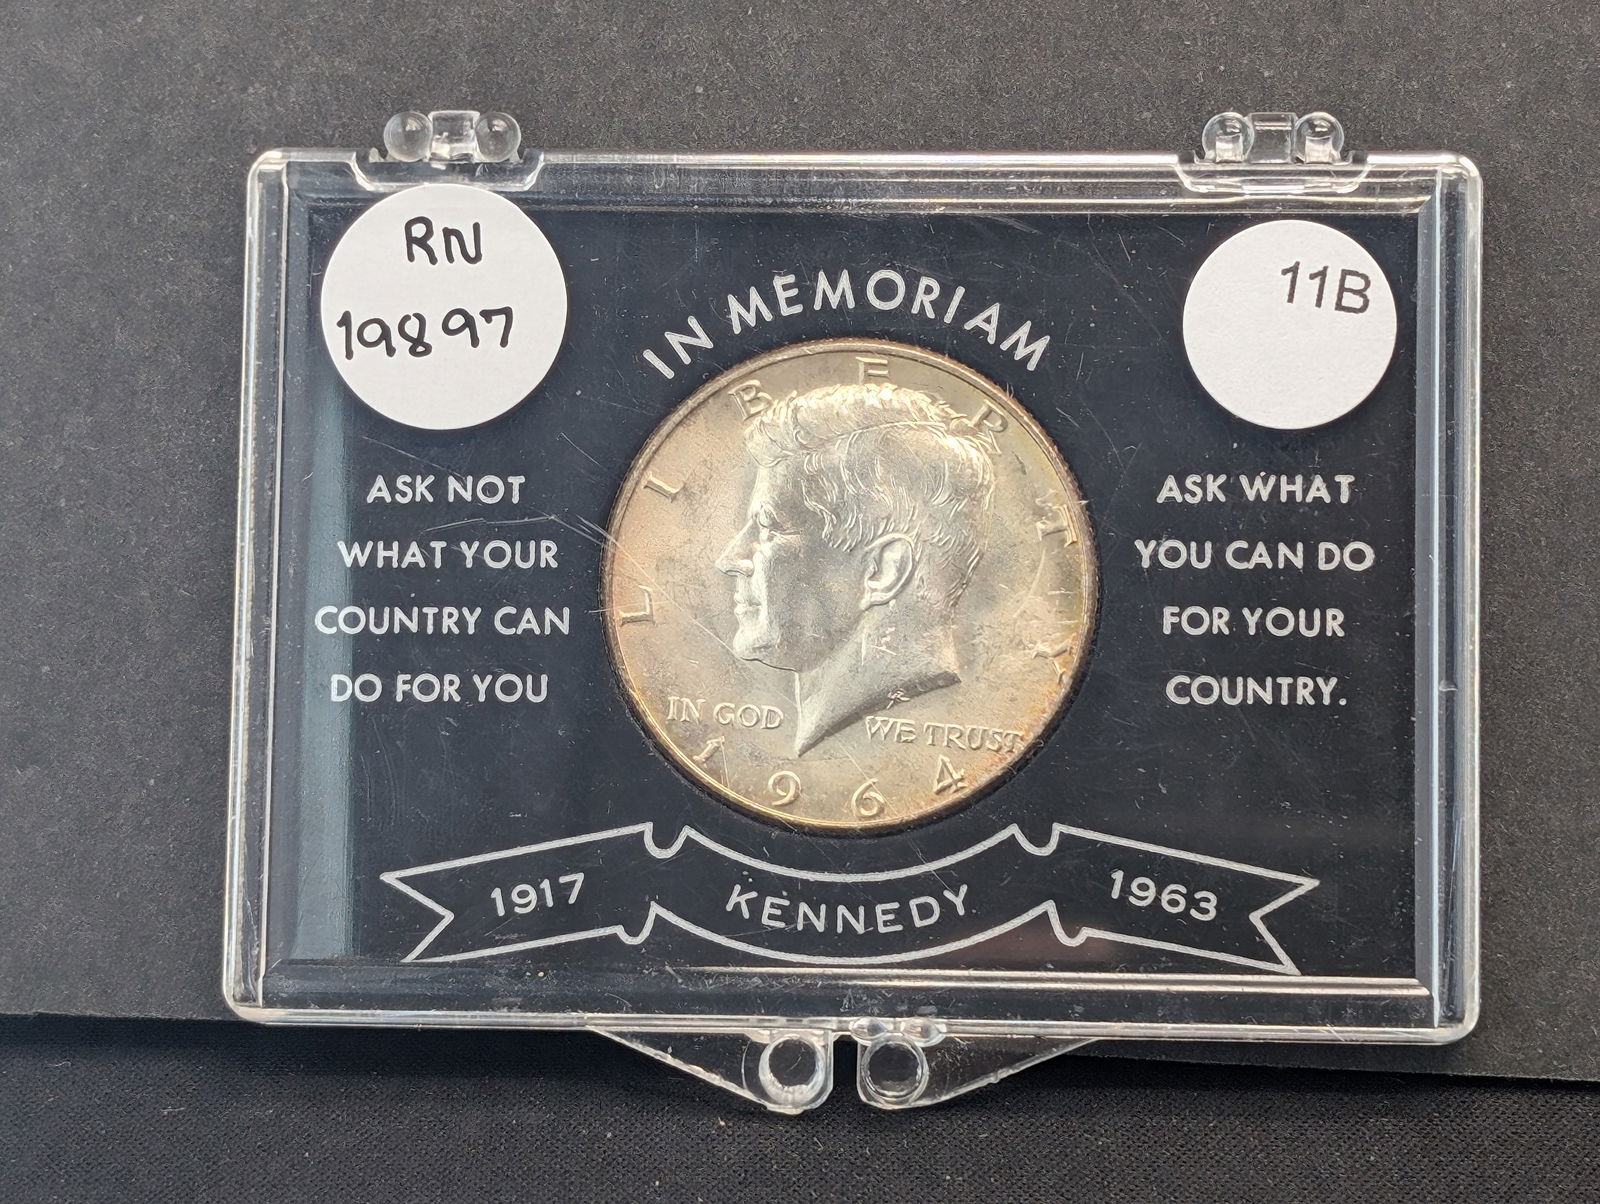 RN
19897
11B
IN MEMORIAM
ASK NOT
WHAT YOUR
COUNTRY CAN
DO FOR YOU
LIBERTY
IN GOD WE TRUST
1964
ASK WHAT
YOU CAN DO
FOR YOUR
COUNTRY.
1917 KENNEDY 1963